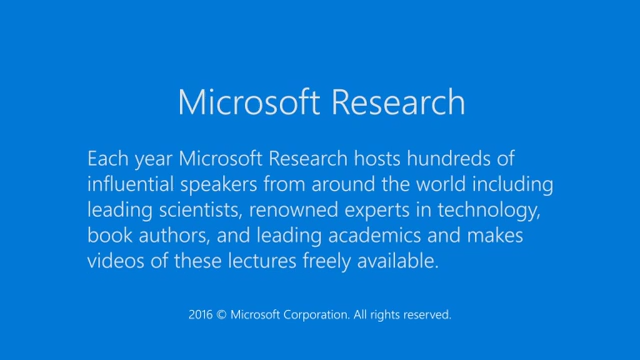 Microsoft Research
Each year Microsoft Research hosts hundreds of
influential speakers from around the world including
leading scientists, renowned experts in technology,
book authors, and leading academics and makes
videos of these lectures freely available.
2016 © Microsoft Corporation. All rights reserved.